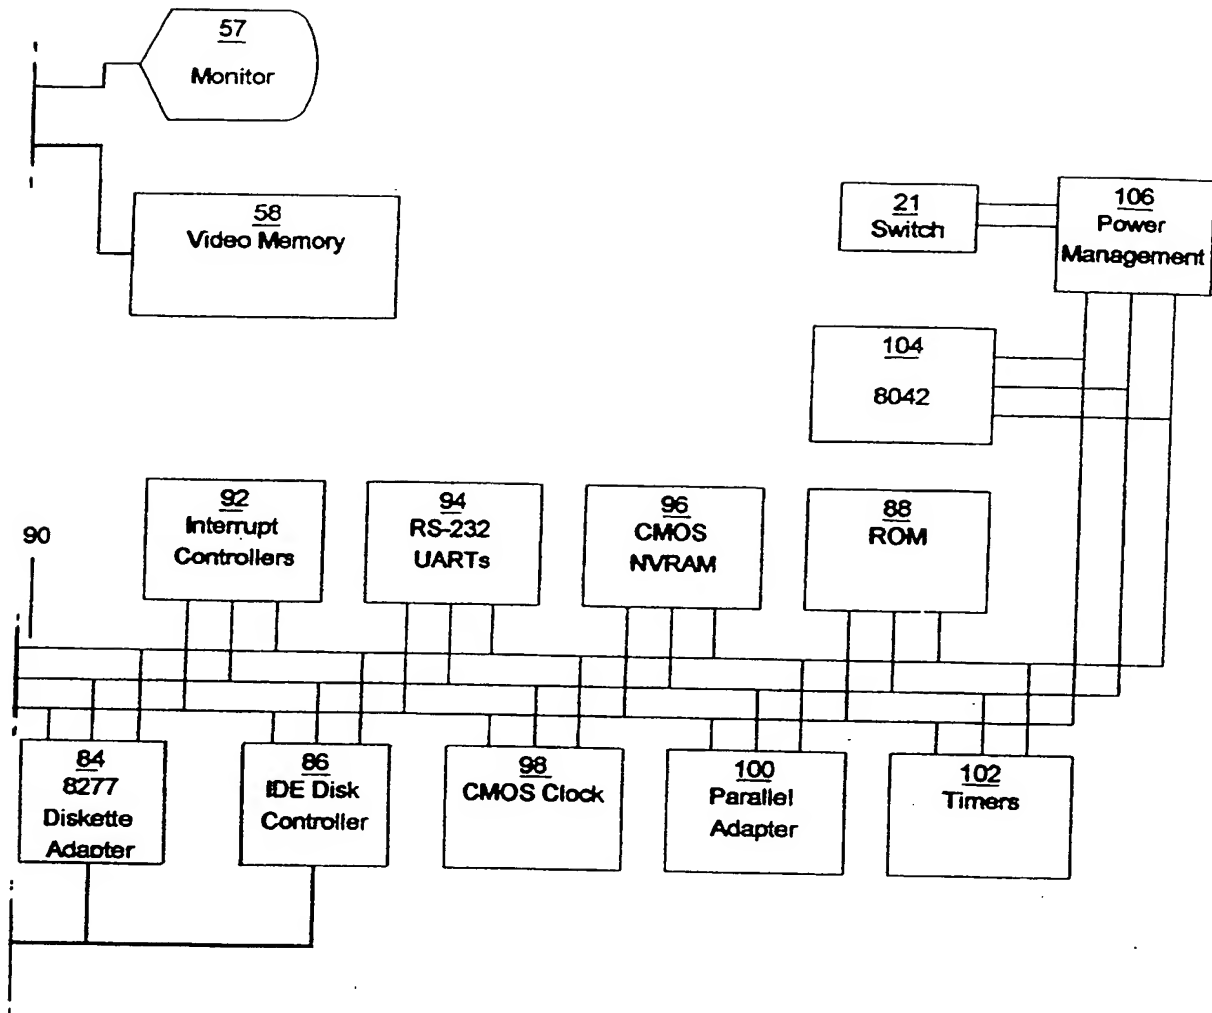 57
Monitor
58
Video Memory
21
Switch
106
Power
Management
104
8042
92
Interrupt
Controllers
94
RS-232
UARTs
96
CMOS
NVRAM
88
ROM
90
84
8277
Diskette
Adapter
86
IDE Disk
Controller
98
CMOS Clock
100
Parallel
Adapter
102
Timers